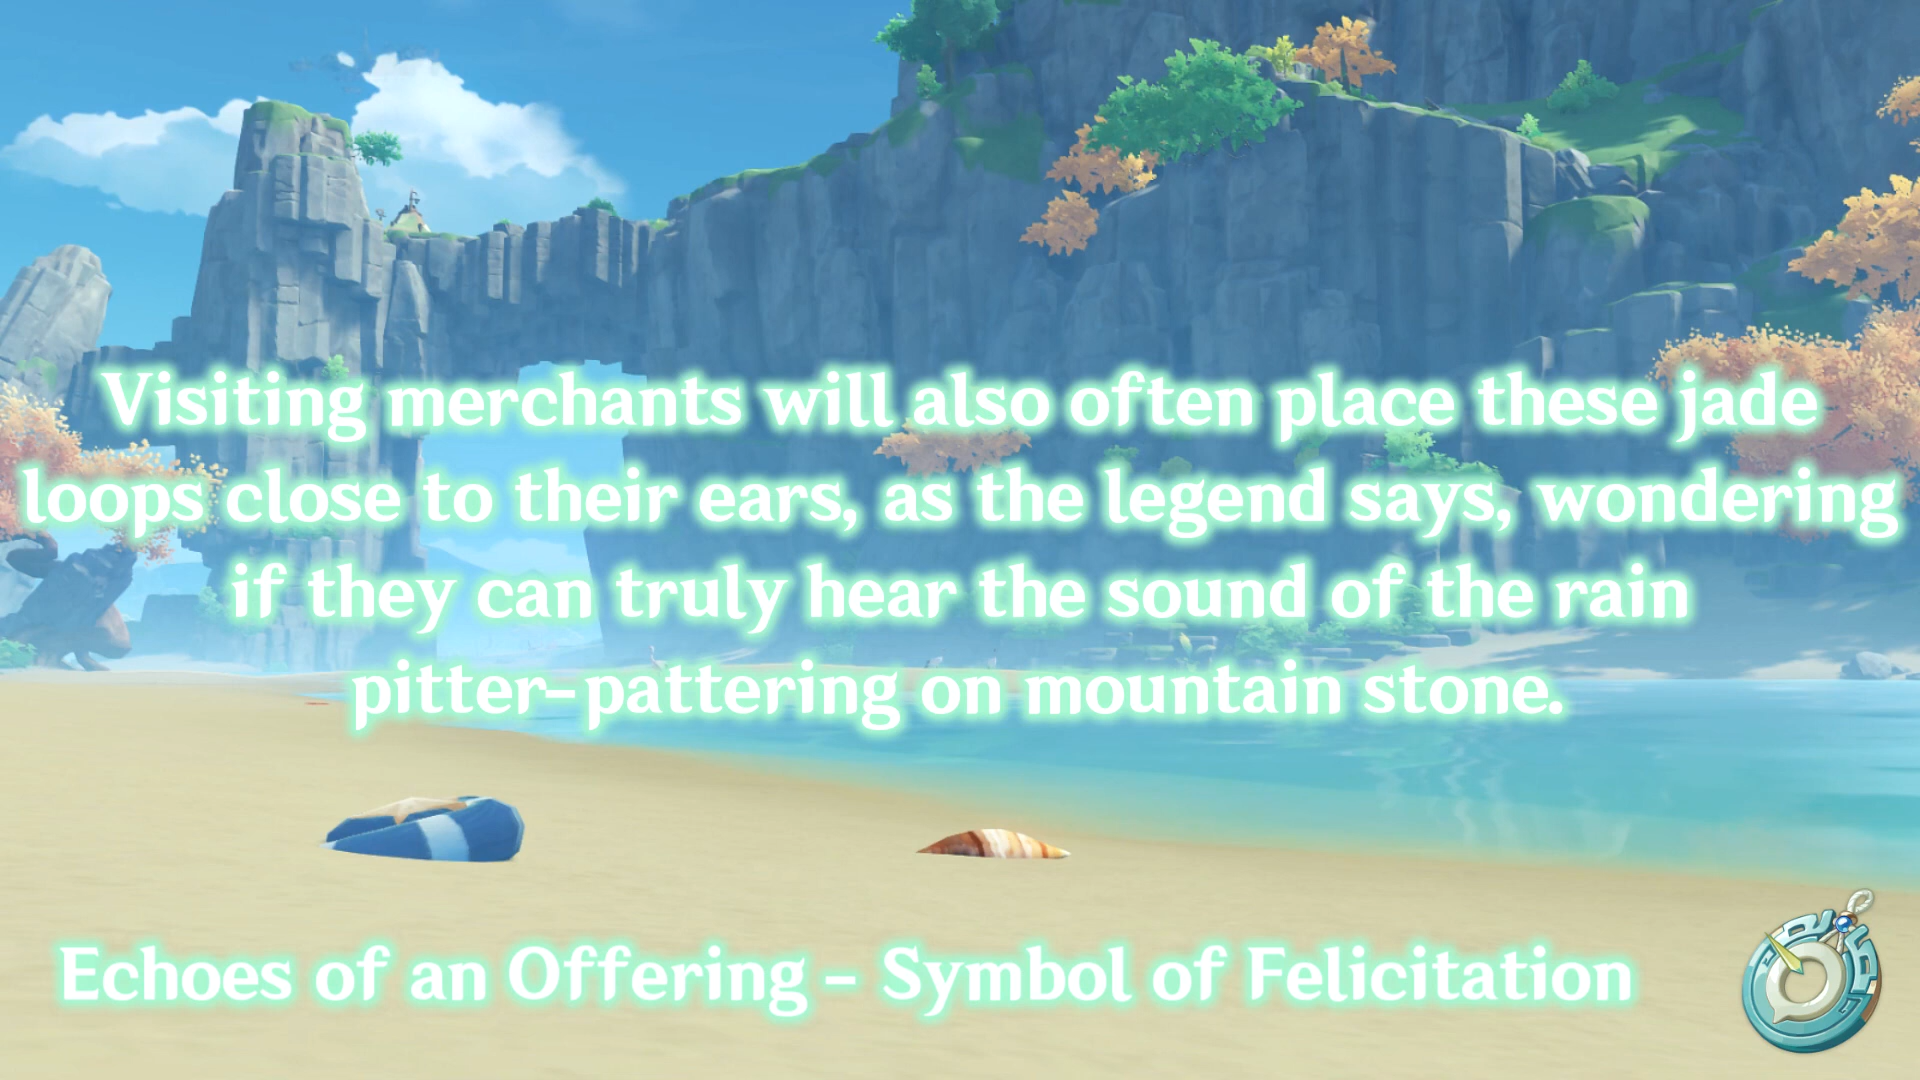 Visiting merchants will also often place these jade
loops close to their ears, as the legend says, wondering
if they can truly hear the sound of the rain
pitter-pattering on mountain stone.
Echoes of an Offering - Symbol of Felicitation